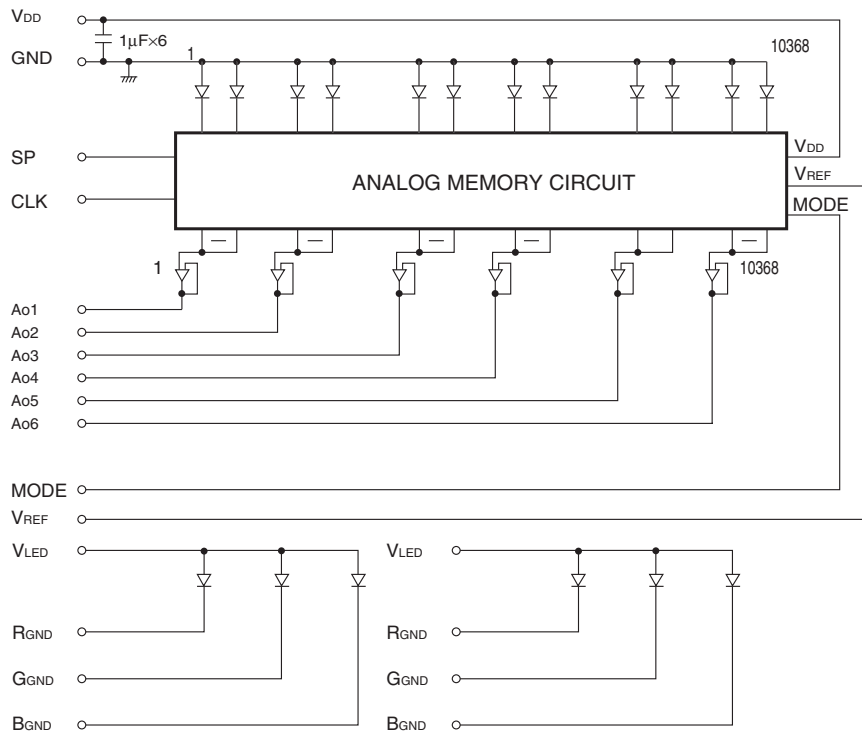 VDD
1μF×6
GND
1
10368
SP
CLK
ANALOG MEMORY CIRCUIT
VDD
VREF
MODE
1
10368
Ao1
Ao2
Ao3
Ao4
Ao5
Ao6
MODE
VREF
VLED
VLED
RGND
RGND
GGND
GGND
BGND
BGND